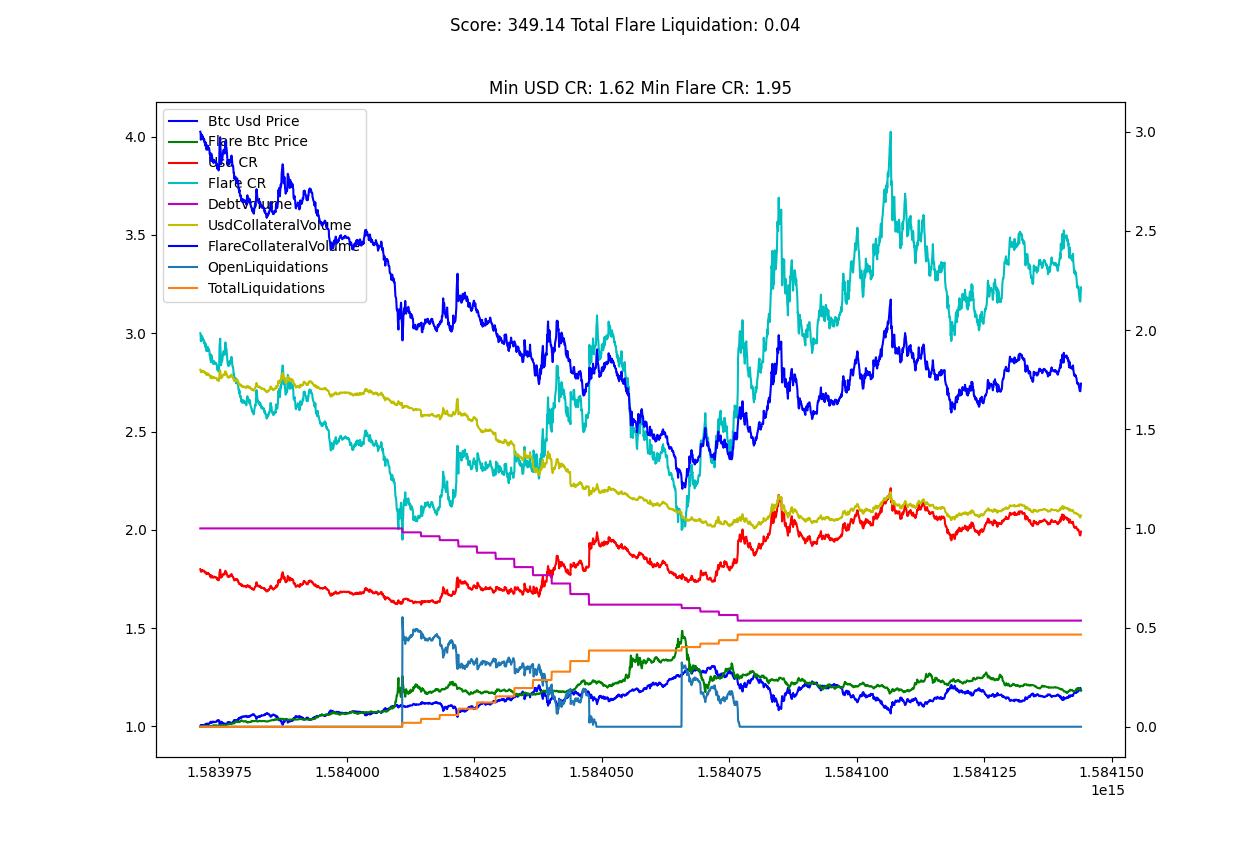 Score: 349.14 Total Flare Liquidation: 0.04
Min USD CR: 1.62 Min Flare CR: 1.95
Btc Usd Price
Flare Btc Price
Usd CR
Flare CR
DebtVolume
UsdCollateralVolume
FlareCollateralVolume
OpenLiquidations
TotalLiquidations
4.0
3.5
3.0
2.5
2.0
1.5
1.0
3.0
2.5
2.0
1.5
1.0
0.5
0.0
1.583975 1.584000 1.584025 1.584050 1.584075 1.584100 1.584125 1.584150
1e15